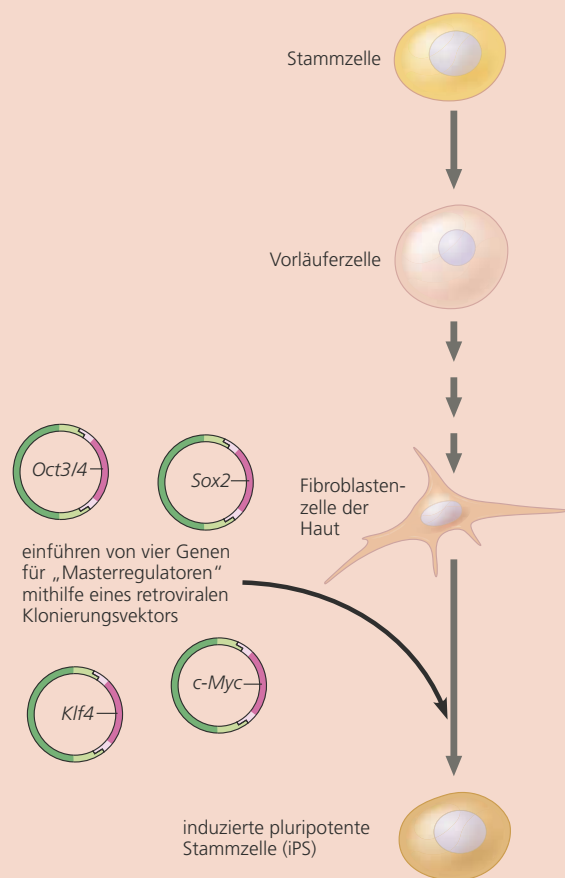 Stammzelle
Vorläuferzelle
Oct3/4
Sox2
Fibroblasten-
zelle der
Haut
einführen von vier Genen
für „Masterregulatoren“
mithilfe eines retroviralen
Klonierungsvektors
c-Myc
Klf4
induzierte pluripotente
Stammzelle (iPS)